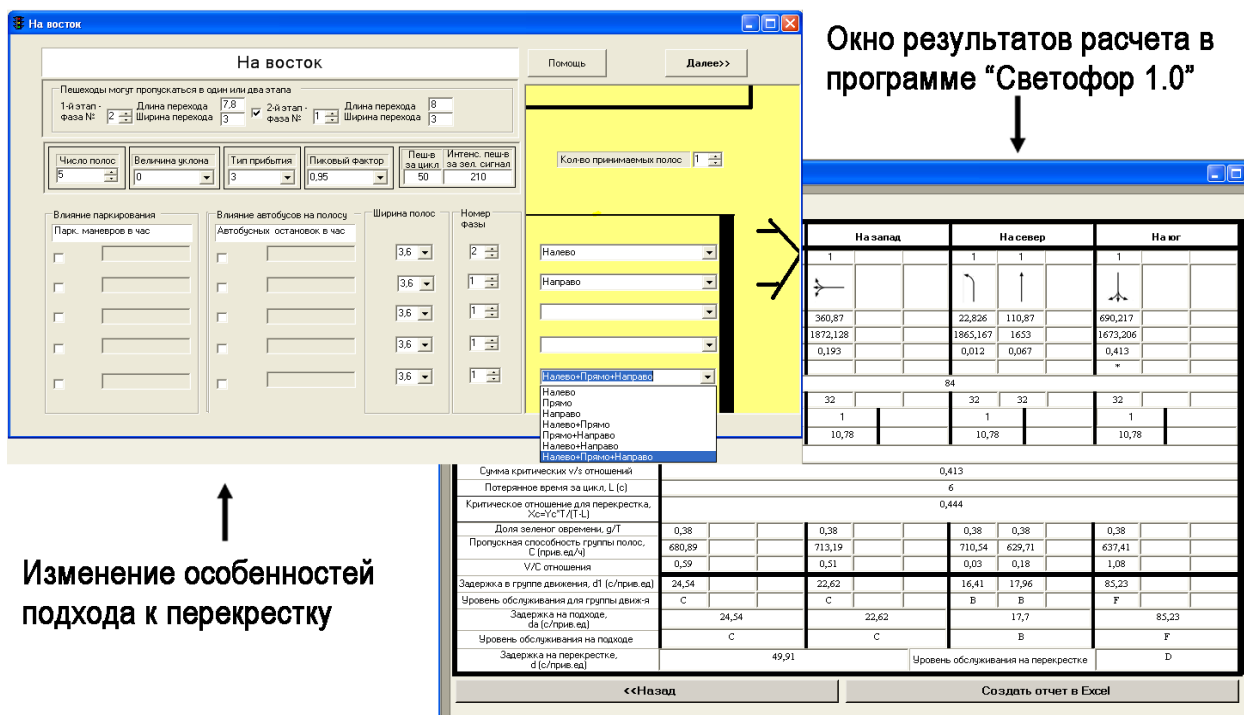 На восток
На восток
Помощь
Далее>>
Окно результатов расчета в
программе “Светофор 1.0”
Пешеходы могут пропускаться в один или два этапа
1-й этап - фаза № 2 Длина перехода 7,8 2-й этап - фаза № 1 Длина перехода 8
Ширина перехода 3 Ширина перехода 3
Число полос Величина уклона Тип прибытия Пиковый фактор Пеш-в за цикл Интенс. пеш-в за зел. сигнал
5 0 3 0,95 50 210
Кол-во принимаемых полос 1
Влияние паркирования Влияние автобусов на полосу Ширина полос Номер фазы
Парк. маневров в час Автобусных остановок в час
3,6 2 Налево
3,6 1 Направо
3,6 1
3,6 1
3,6 1 Налево+Прямо+Направо
Налево
Прямо
Направо
Налево+Прямо
Прямо+Направо
Налево+Направо
Налево+Прямо+Направо
На запад На север На юг
1 1 1 1
360,87 22,826 110,87 690,217
1872,128 1865,167 1653 1673,206
0,193 0,012 0,067 0,413
*
84
32 32 32 32
1 1 1
10,78 10,78 10,78
Сумма критических v/s отношений 0,413
Потерянное время за цикл, L (с) 6
Критическое отношение для перекрестка, 0,444
Xc=Yc*T/(T-L)
Доля зеленог овремени, g/T 0,38 0,38 0,38 0,38 0,38
Пропускная способность группы полос, 680,89 713,19 710,54 629,71 637,41
C (прив.ед/ч)
V/C отношения 0,59 0,51 0,03 0,18 1,08
Задержка в группе движения, d1 (с/прив.ед) 24,54 22,62 16,41 17,96 85,23
Уровень обслуживания для группы движ-я C C B B F
Задержка на подходе, 24,54 22,62 17,7 85,23
da (с/прив.ед)
Уровень обслуживания на подходе C C B F
Задержка на перекрестке, 49,91 Уровень обслуживания на перекрестке D
d (с/прив.ед)
<<Назад
Создать отчет в Excel
Изменение особенностей
подхода к перекрестку